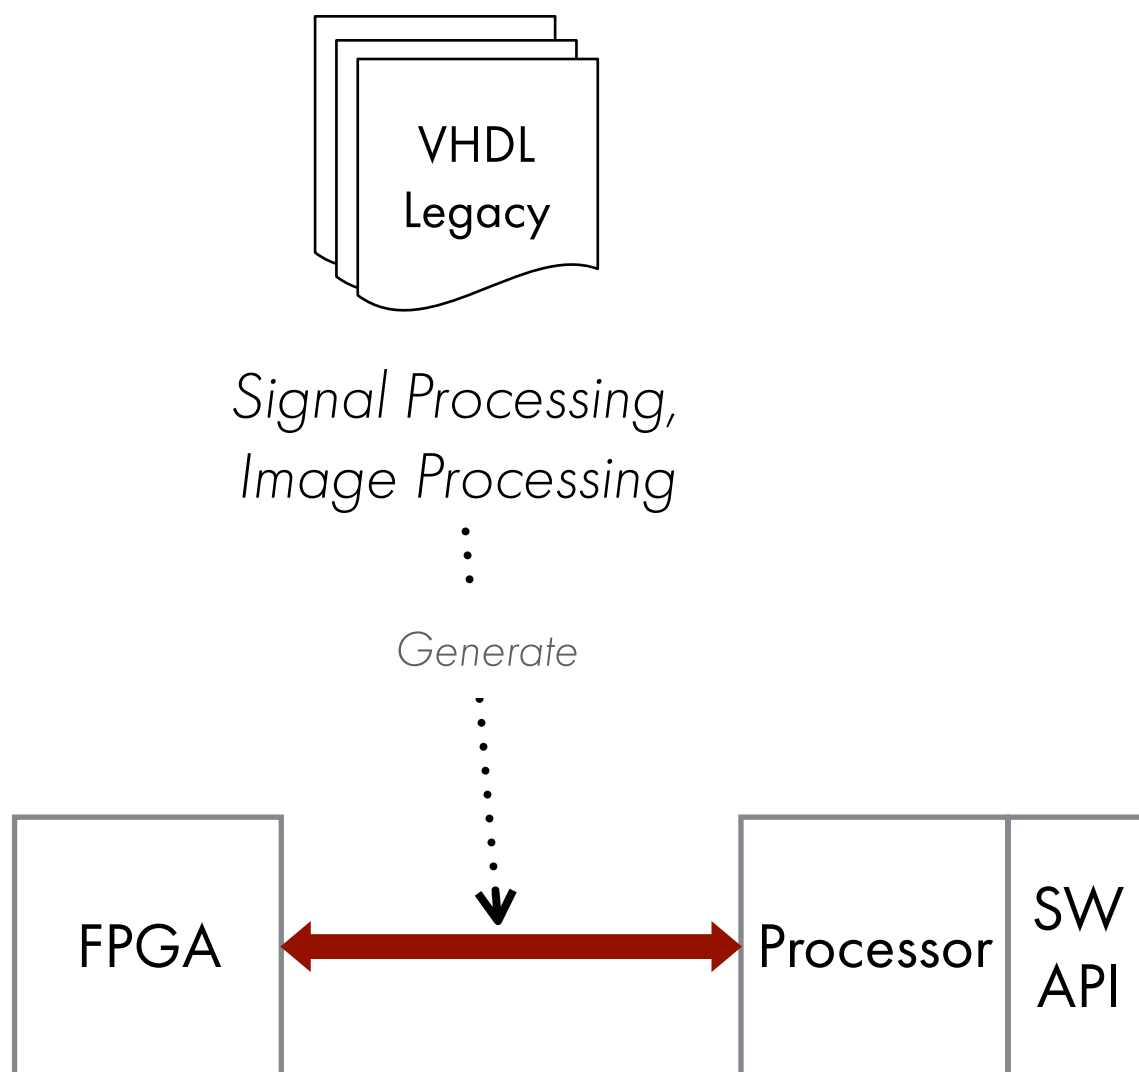 VHDL
Legacy
Signal Processing,
Image Processing
Generate
FPGA
Processor
SW
API